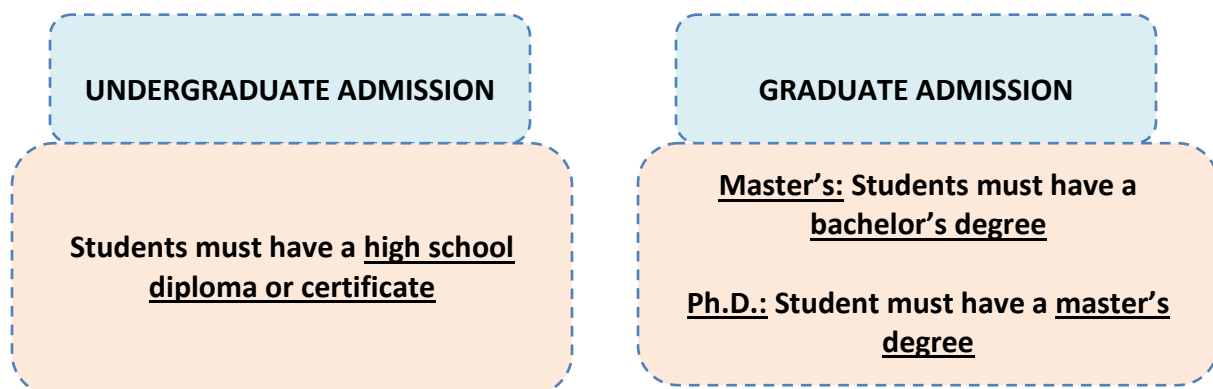 UNDERGRADUATE ADMISSION
Students must have a high school
diploma or certificate
GRADUATE ADMISSION
Master’s: Students must have a
bachelor’s degree
Ph.D.: Student must have a master’s
degree